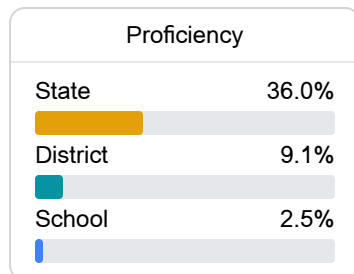 Proficiency
State 36.0%
District 9.1%
School 2.5%